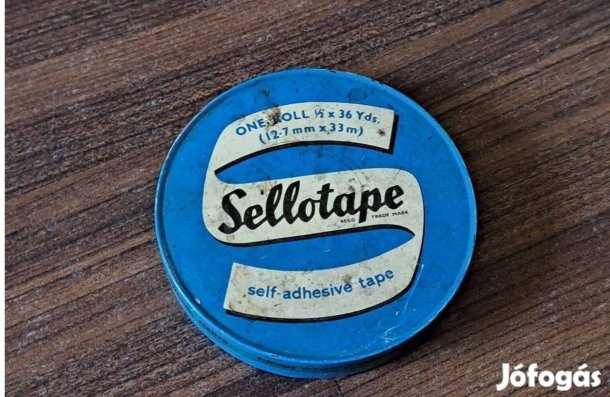 ONE ROLL ½ x 36 Yds.
(12·7 mm x 33 m)
Sellotape
REGD TRADE MARK
self-adhesive tape
Jófogás